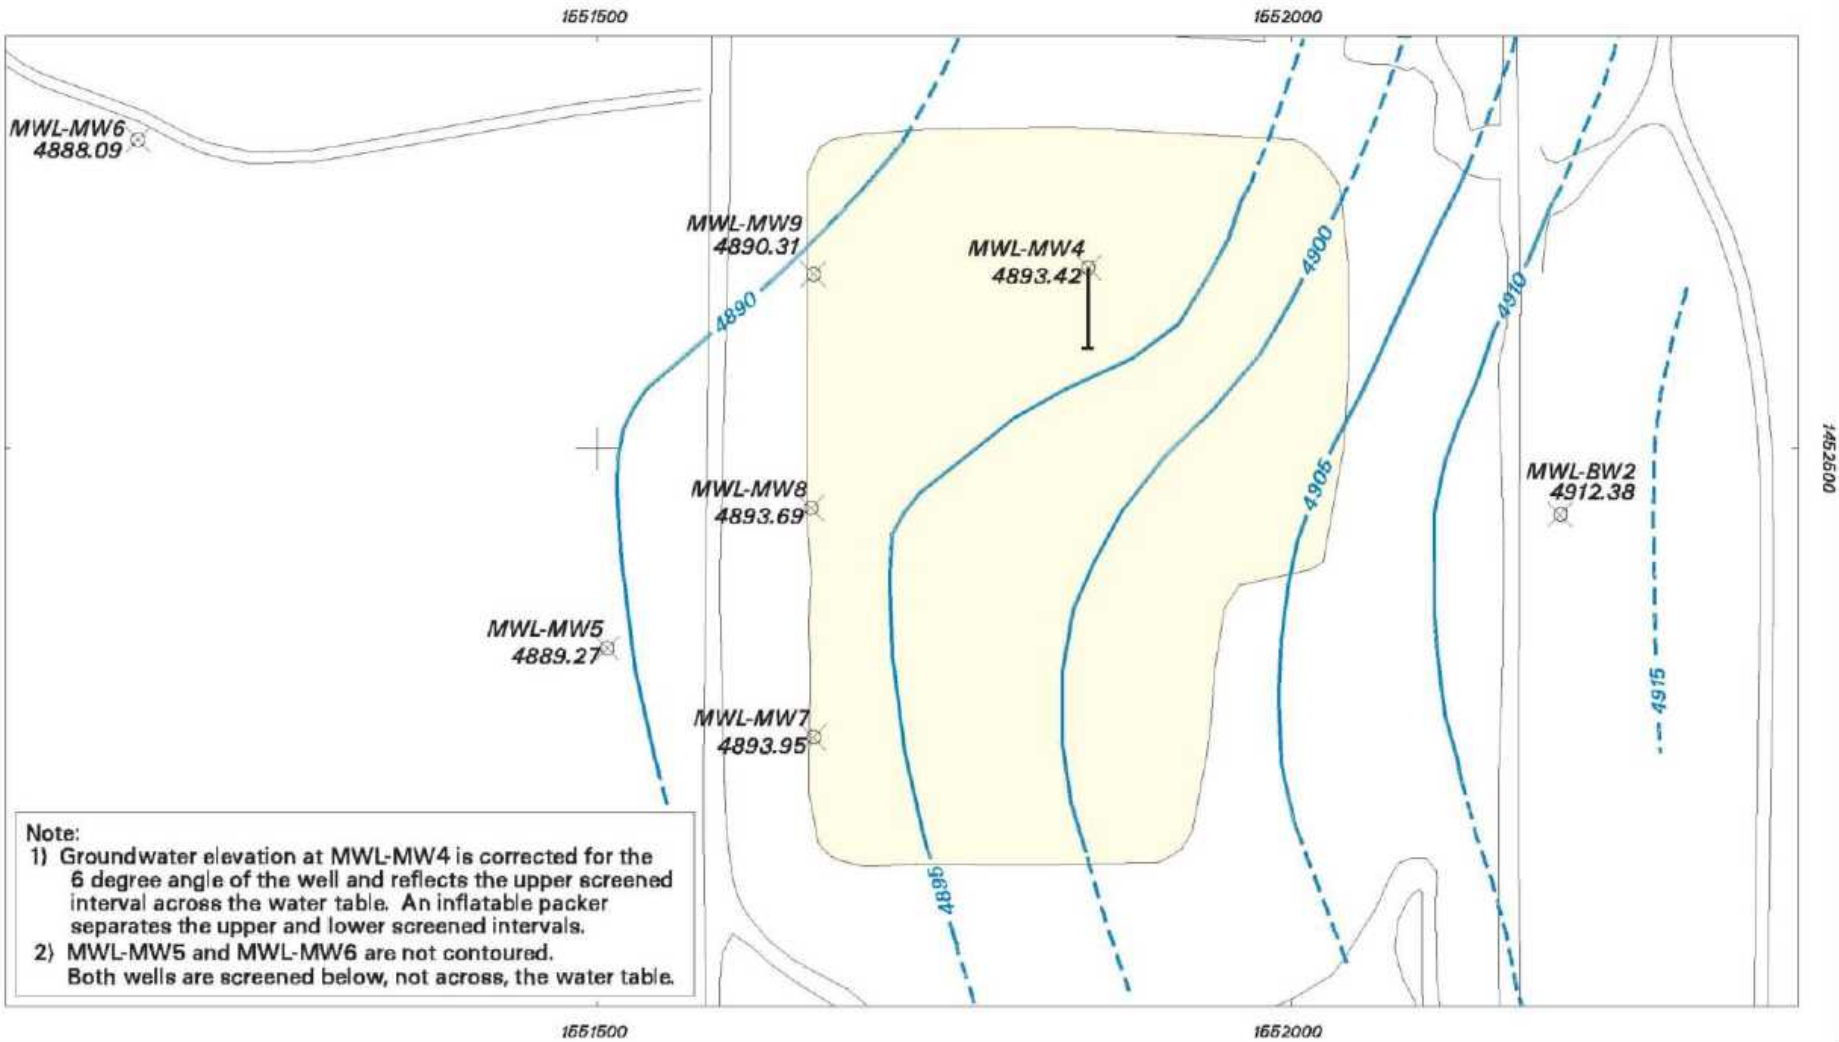 1551500
1552000
MWL-MW6
4888.09
MWL-MW9
4890.31
MWL-MW4
4893.42
4900
4890
4910
MWL-MW8
4893.69
4905
MWL-BW2
4912.38
1452500
MWL-MW5
4889.27
4915
MWL-MW7
4893.95
4895
Note:
1) Groundwater elevation at MWL-MW4 is corrected for the
6 degree angle of the well and reflects the upper screened
interval across the water table. An inflatable packer
separates the upper and lower screened intervals.
2) MWL-MW5 and MWL-MW6 are not contoured.
Both wells are screened below, not across, the water table.
1551500
1552000